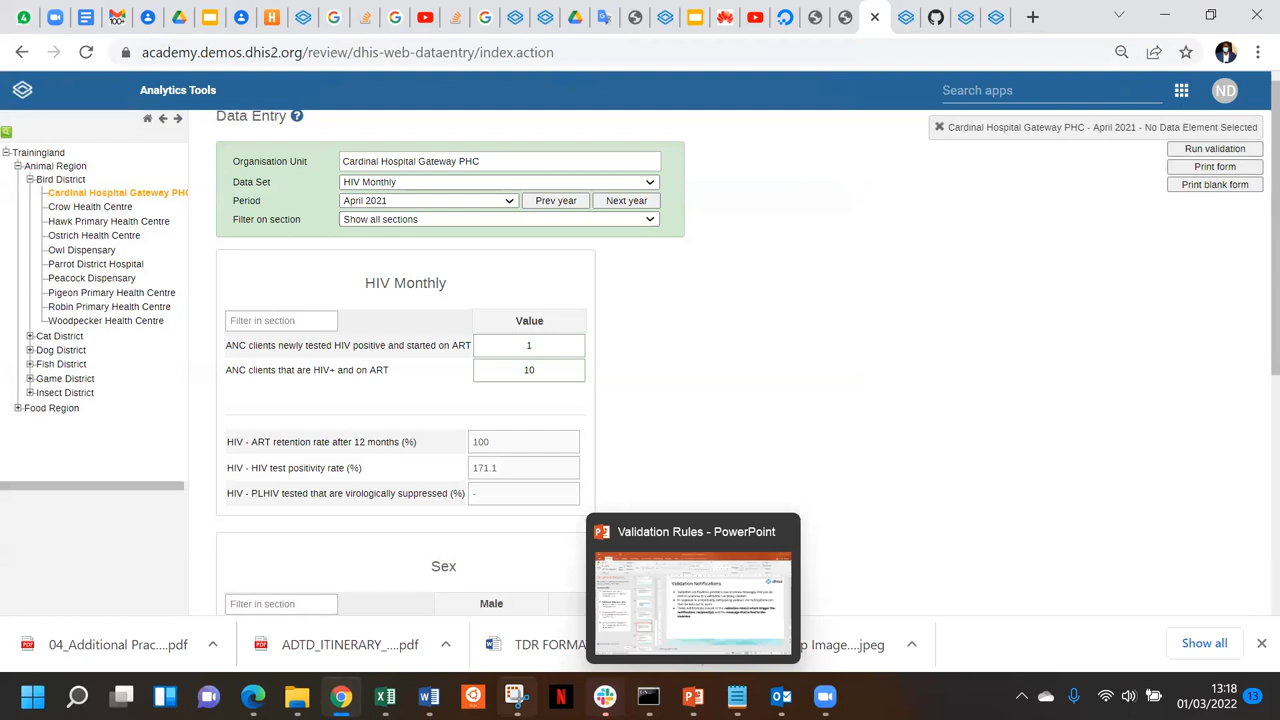 academy.demos.dhis2.org/review/dhis-web-dataentry/index.action
Analytics Tools
Search apps
ND
Data Entry
Cardinal Hospital Gateway PHC - April 2021 - No Data Element Selected
Run validation
Print form
Print blank form
Trainingland
Animal Region
Bird District
Cardinal Hospital Gateway PHC
Crow Health Centre
Hawk Primary Health Centre
Ostrich Health Centre
Owl Dispensary
Parrot District Hospital
Peacock Dispensary
Pigeon Primary Health Centre
Robin Primary Health Centre
Woodpecker Health Centre
Cat District
Dog District
Fish District
Game District
Insect District
Food Region
Organisation Unit Cardinal Hospital Gateway PHC
Data Set HIV Monthly
Period April 2021 Prev year Next year
Filter on section Show all sections
HIV Monthly
Filter in section Value
ANC clients newly tested HIV positive and started on ART 1
ANC clients that are HIV+ and on ART 10
HIV - ART retention rate after 12 months (%) 100
HIV - HIV test positivity rate (%) 171.1
HIV - PLHIV tested that are virologically suppressed (%) -
Sex
Filter in section Male
Validation Rules - PowerPoint
Validation Notifications
04_Additional Prac....pdf
ADTD_ITINERARY_....pdf
TDR FORMA
p Image....jpeg
Show all
13:18
01/03/2022
13